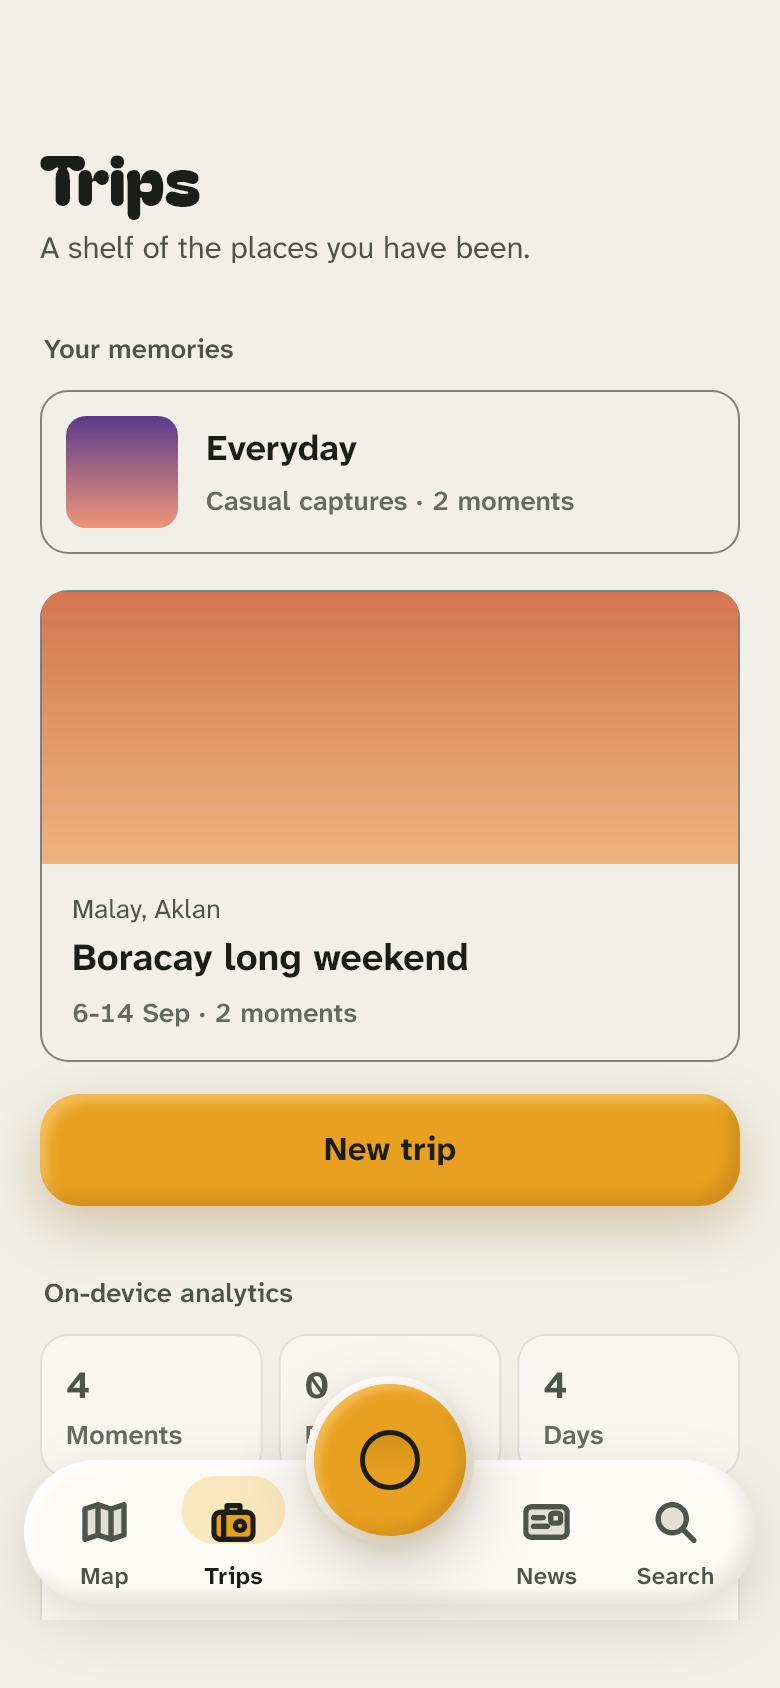 Trips
A shelf of the places you have been.
Your memories
Everyday
Casual captures · 2 moments
Malay, Aklan
Boracay long weekend
6-14 Sep · 2 moments
New trip
On-device analytics
4
0
4
Moments
Days
Map
Trips
News
Search